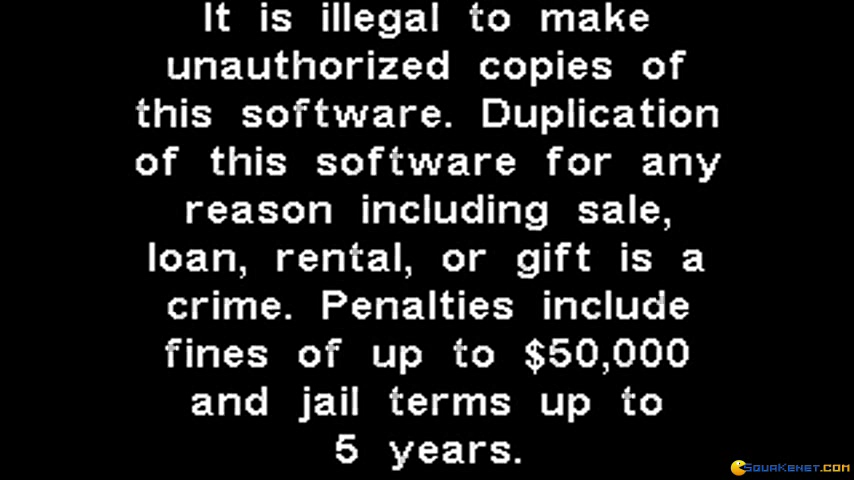 It is illegal to make
unauthorized copies of
this software. Duplication
of this software for any
reason including sale,
loan, rental, or gift is a
crime. Penalties include
fines of up to $50,000
and jail terms up to
5 years.
SQUAKENET.COM